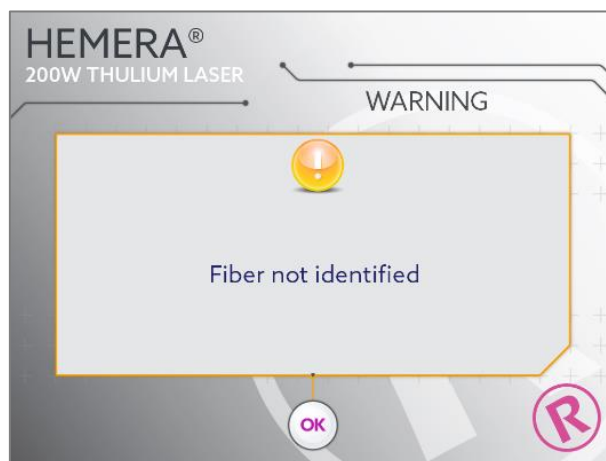 HEMERA®
200W THULIUM LASER
WARNING
!
Fiber not identified
OK
R